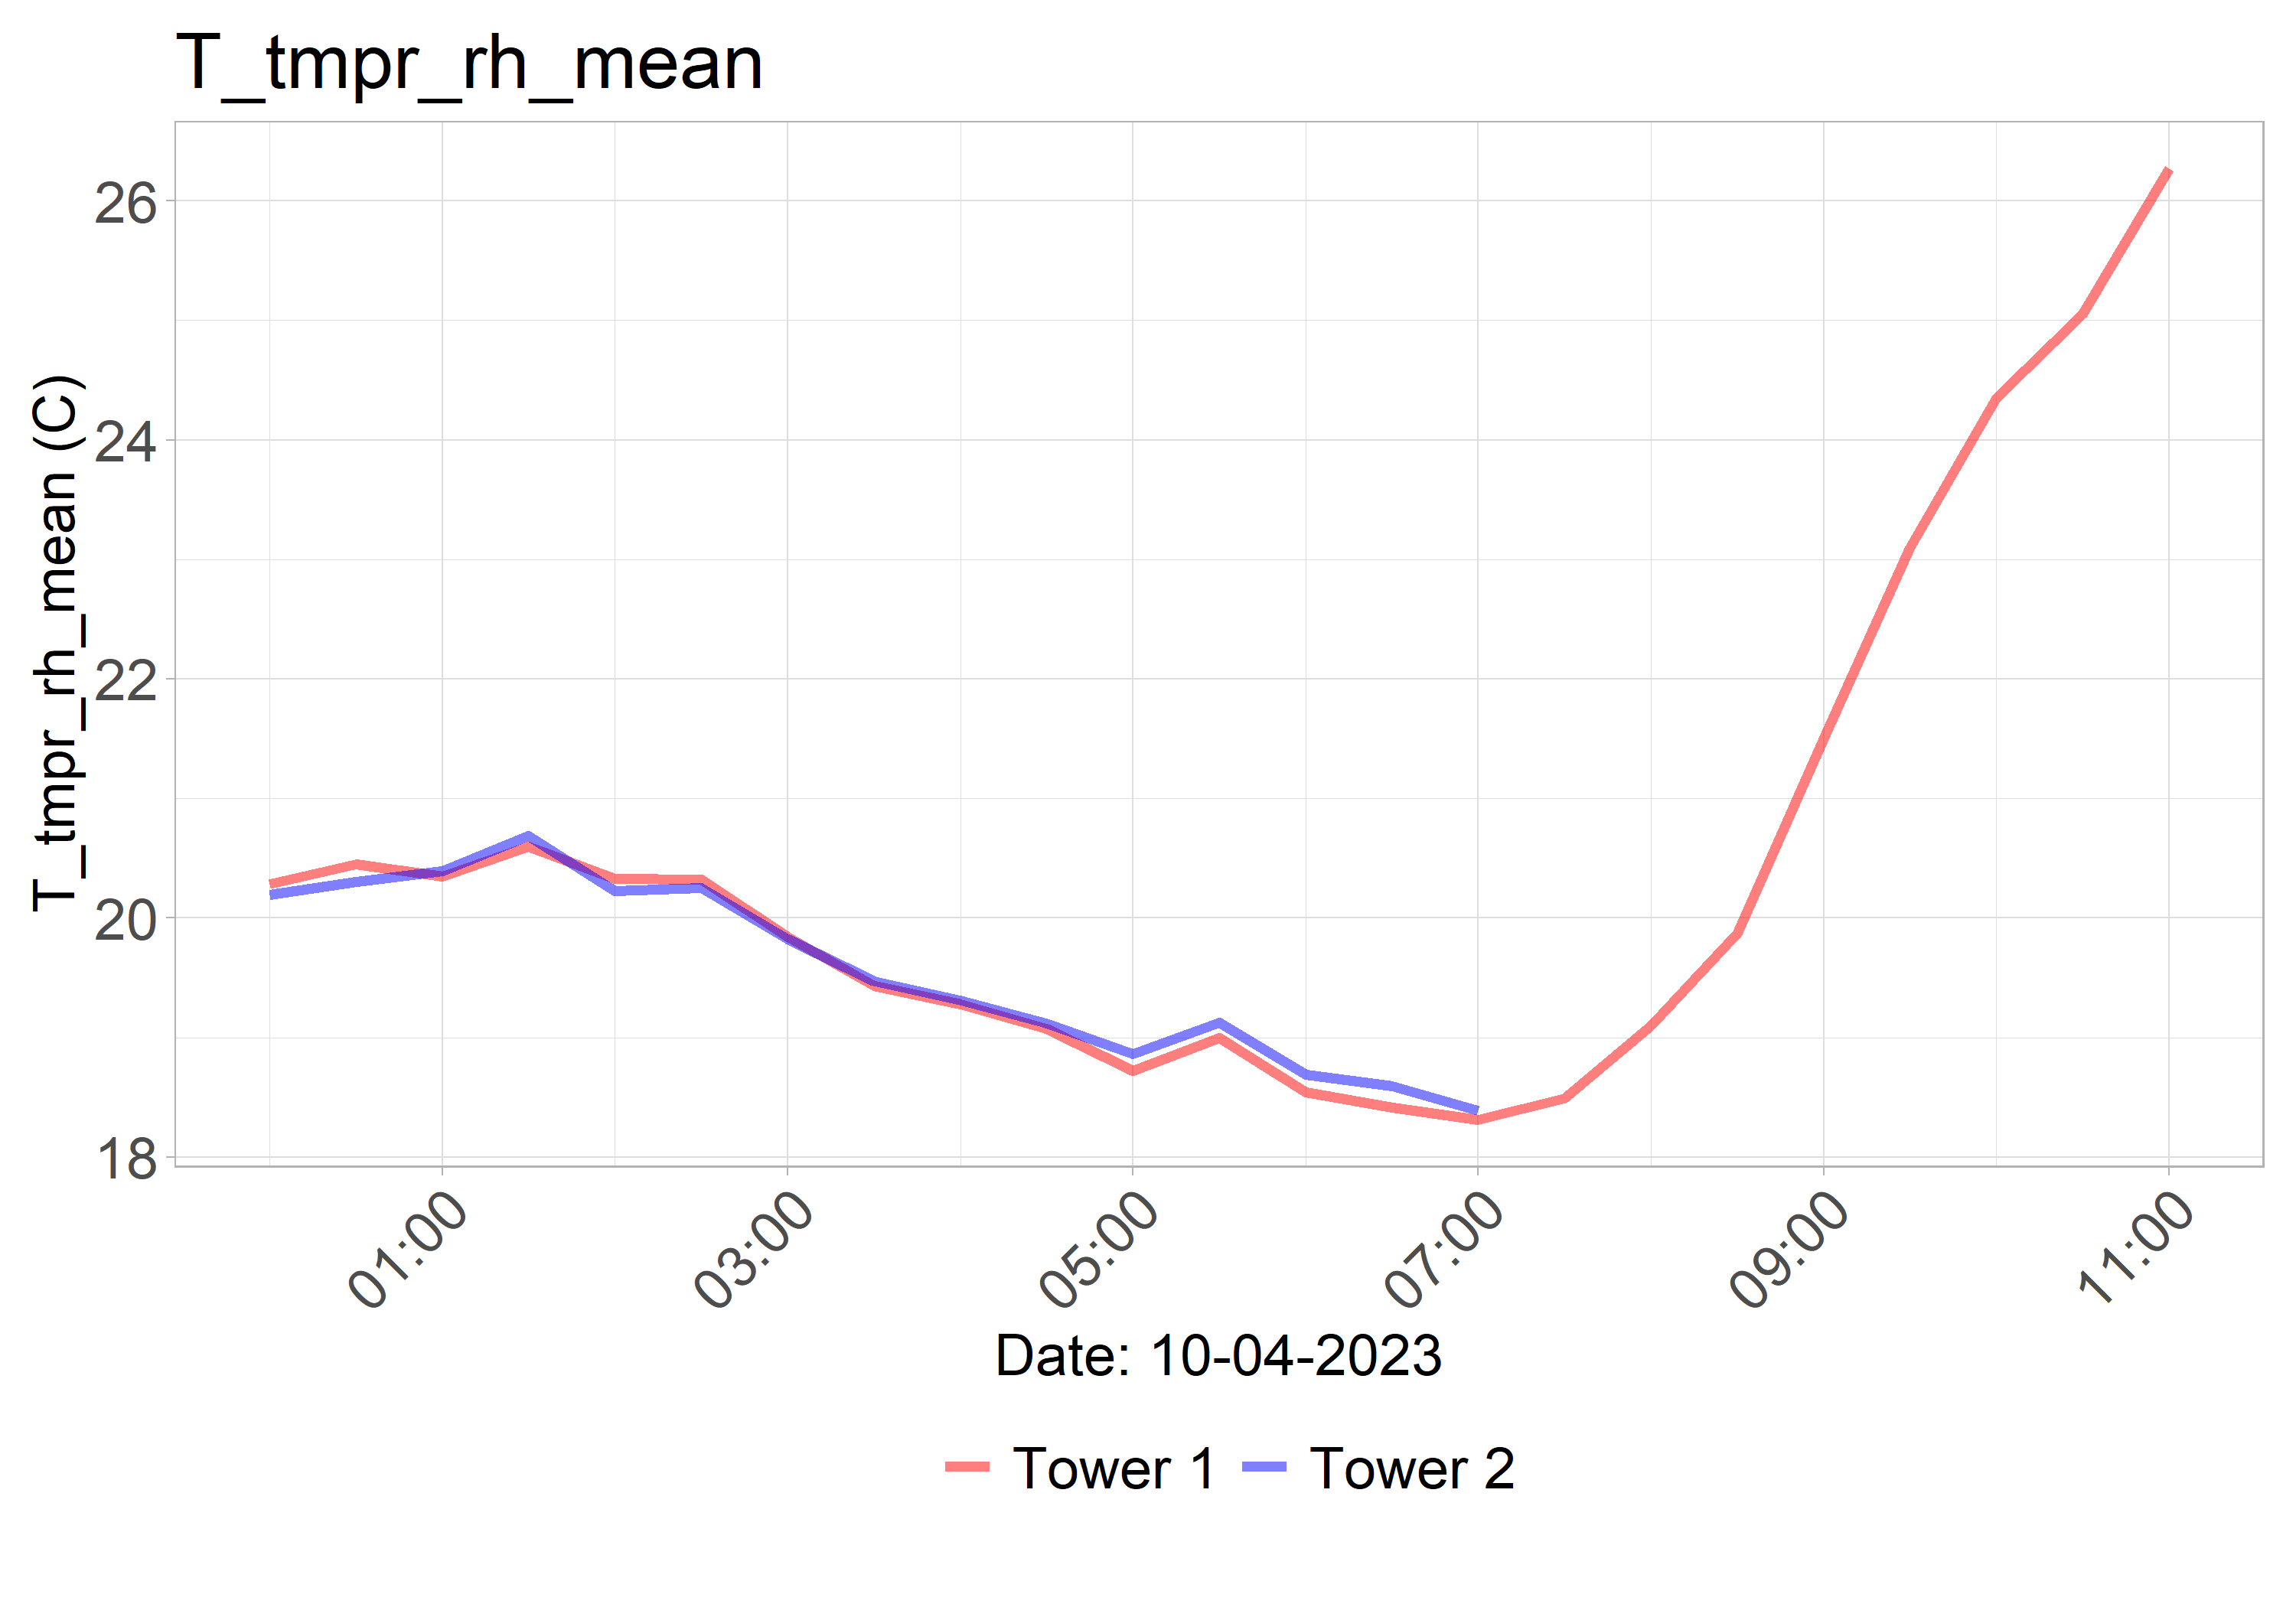 T_tmpr_rh_mean
T_tmpr_rh_mean (C)
26
24
22
20
18
01:00
03:00
05:00
07:00
09:00
11:00
Date: 10-04-2023
Tower 1
Tower 2